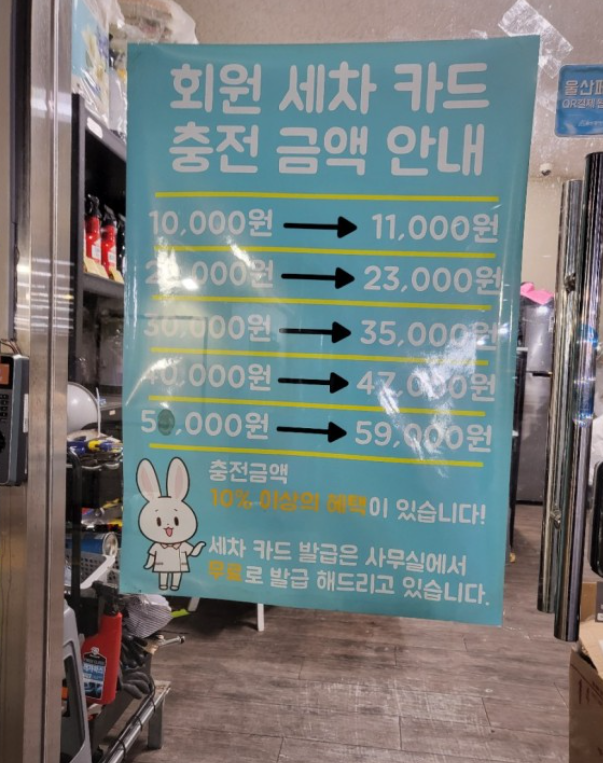 회원 세차 카드
충전 금액 안내
10,000원 → 11,000원
20,000원 → 23,000원
30,000원 → 35,000원
40,000원 → 47,000원
50,000원 → 59,000원
충전금액
10% 이상의 혜택이 있습니다!
세차 카드 발급은 사무실에서
무료로 발급 해드리고 있습니다.
울산페